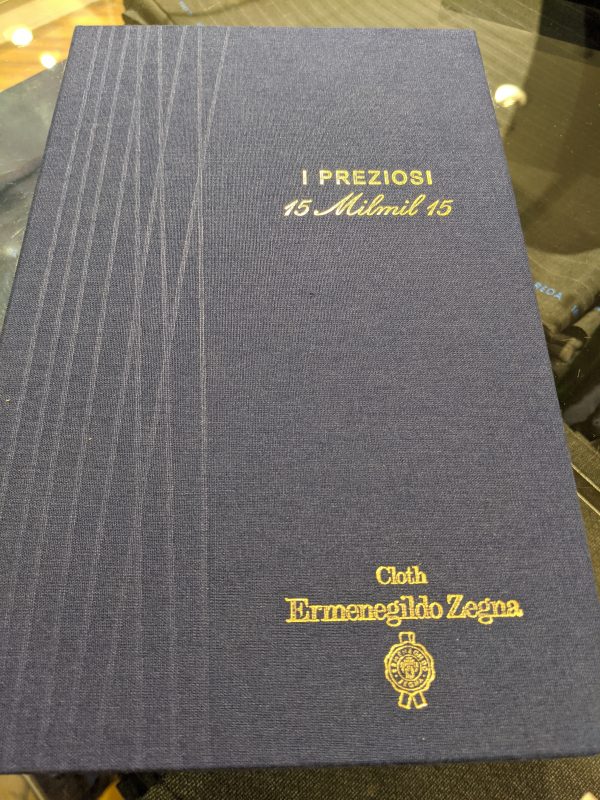 I PREZIOSI
15 Milmil 15
Cloth
Ermenegildo Zegna